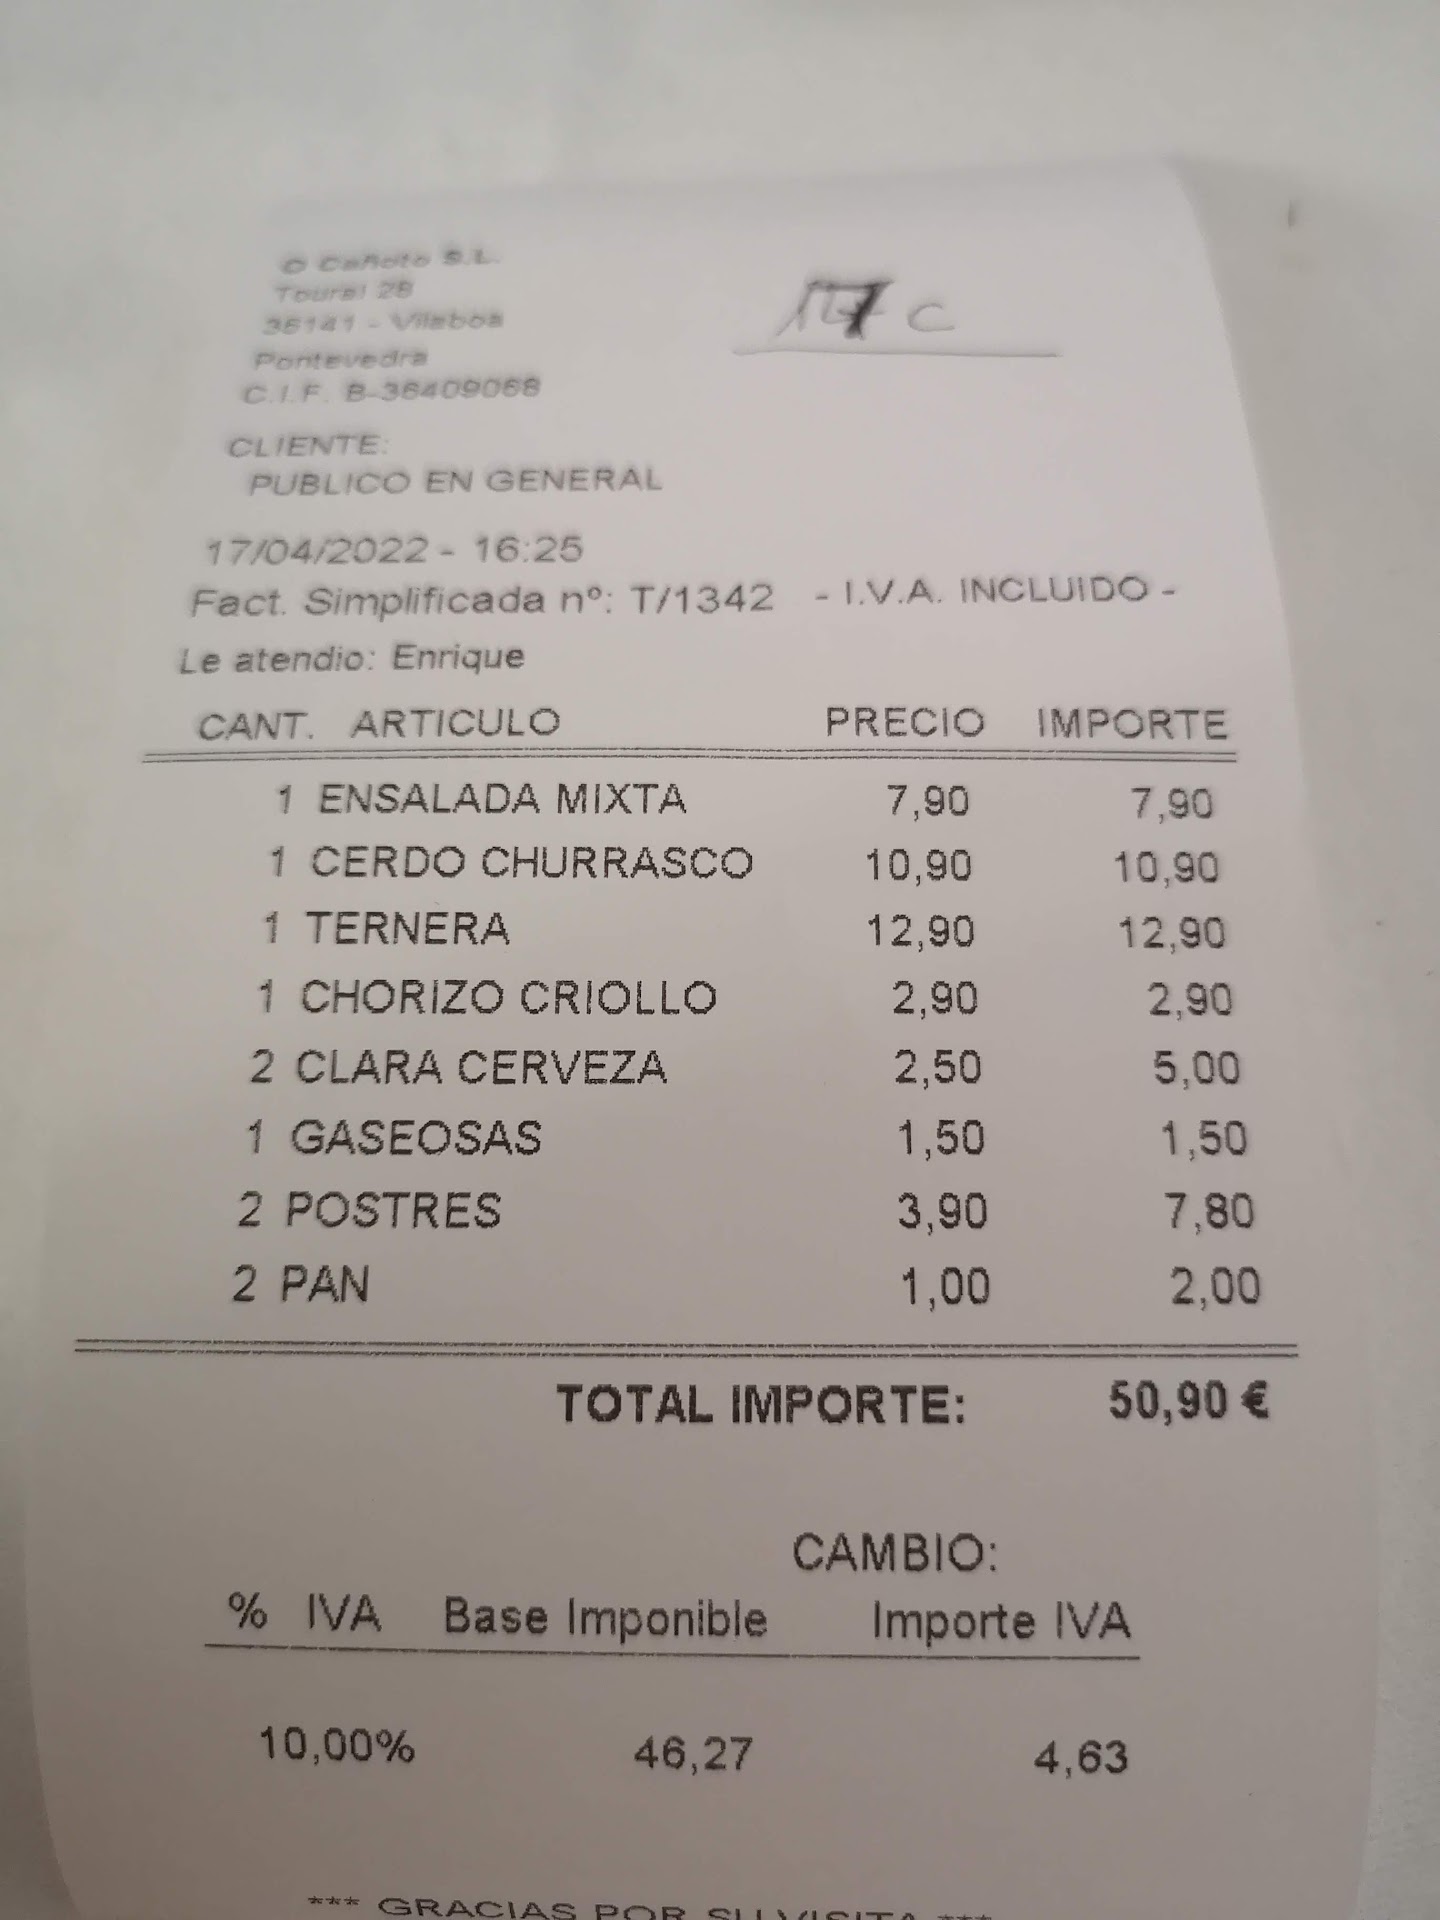 O Cañoto S.L.
Toural 28
36141 - Vilaboa
Pontevedra
C.I.F. B-36409068
CLIENTE:
PUBLICO EN GENERAL
17/04/2022 - 16:25
Fact. Simplificada nº: T/1342 - I.V.A. INCLUIDO -
Le atendio: Enrique
CANT. ARTICULO PRECIO IMPORTE
1 ENSALADA MIXTA 7,90 7,90
1 CERDO CHURRASCO 10,90 10,90
1 TERNERA 12,90 12,90
1 CHORIZO CRIOLLO 2,90 2,90
2 CLARA CERVEZA 2,50 5,00
1 GASEOSAS 1,50 1,50
2 POSTRES 3,90 7,80
2 PAN 1,00 2,00
TOTAL IMPORTE: 50,90 €
CAMBIO:
% IVA Base Imponible Importe IVA
10,00% 46,27 4,63
*** GRACIAS POR SU VISITA ***